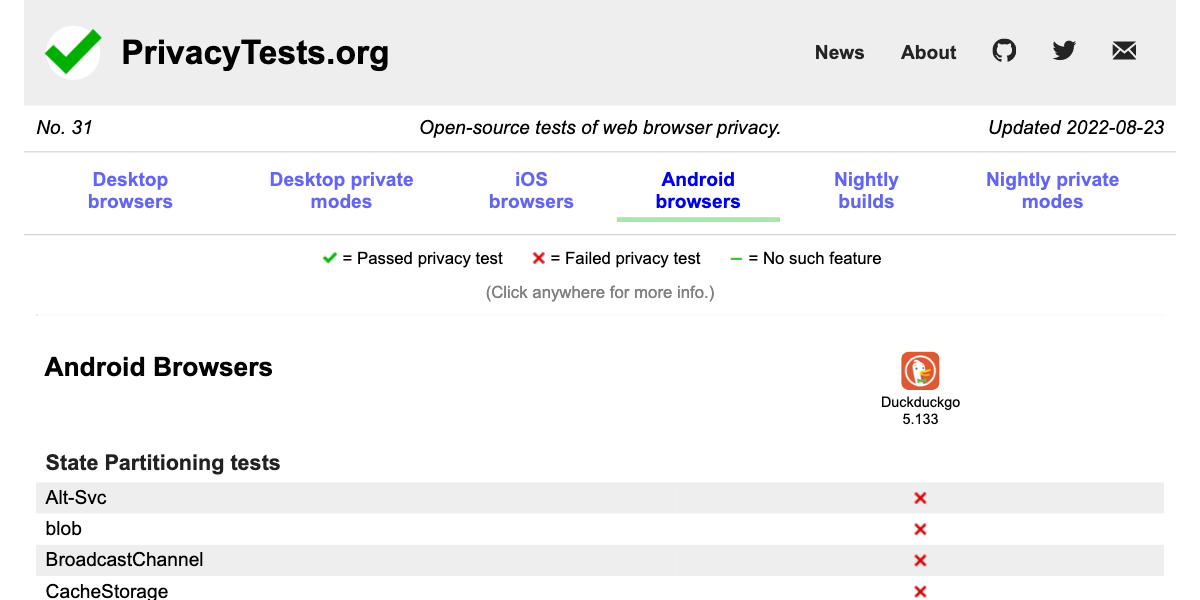 PrivacyTests.org
News About
No. 31 Open-source tests of web browser privacy. Updated 2022-08-23
Desktop browsers Desktop private modes iOS browsers Android browsers Nightly builds Nightly private modes
= Passed privacy test = Failed privacy test = No such feature
(Click anywhere for more info.)
Android Browsers
Duckduckgo
5.133
State Partitioning tests
Alt-Svc
blob
BroadcastChannel
CacheStorage